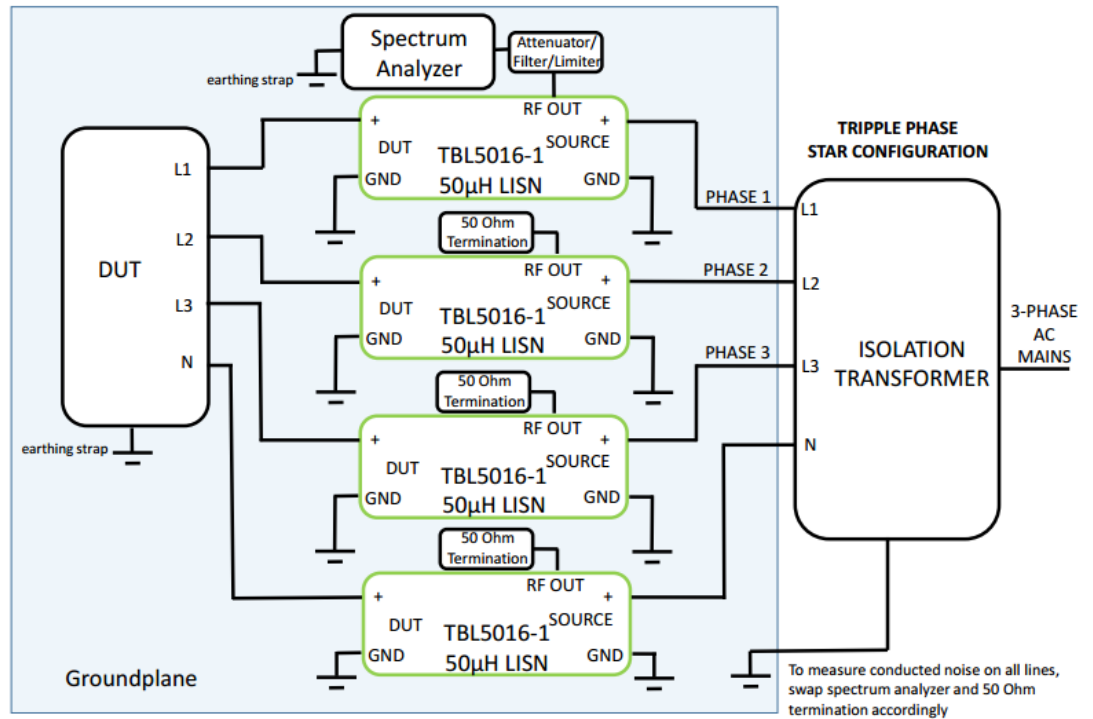 Spectrum
Analyzer
Attenuator/
Filter/Limiter
earthing strap
RF OUT
+
+
DUT
SOURCE
TBL5016-1
GND
GND
50µH LISN
TRIPPLE PHASE
STAR CONFIGURATION
L1
PHASE 1
L1
50 Ohm
Termination
L2
RF OUT
PHASE 2
+
+
L2
DUT
DUT
SOURCE
TBL5016-1
GND
GND
50µH LISN
L3
3-PHASE
AC
MAINS
ISOLATION
TRANSFORMER
PHASE 3
L3
N
50 Ohm
Termination
RF OUT
+
+
N
DUT
SOURCE
TBL5016-1
GND
GND
50µH LISN
earthing strap
50 Ohm
Termination
RF OUT
+
+
DUT
SOURCE
TBL5016-1
GND
GND
50µH LISN
Groundplane
To measure conducted noise on all lines,
swap spectrum analyzer and 50 Ohm
termination accordingly